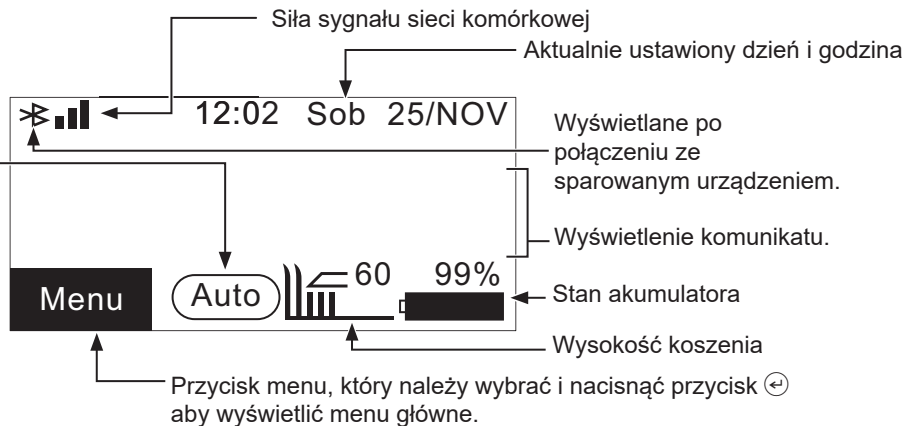 Siła sygnału sieci komórkowej
Aktualnie ustawiony dzień i godzina
12:02 Sob 25/NOV
Wyświetlane po
połączeniu ze
sparowanym urządzeniem.
Wyświetlenie komunikatu.
Menu Auto 60 99%
Stan akumulatora
Wysokość koszenia
Przycisk menu, który należy wybrać i nacisnąć przycisk
aby wyświetlić menu główne.